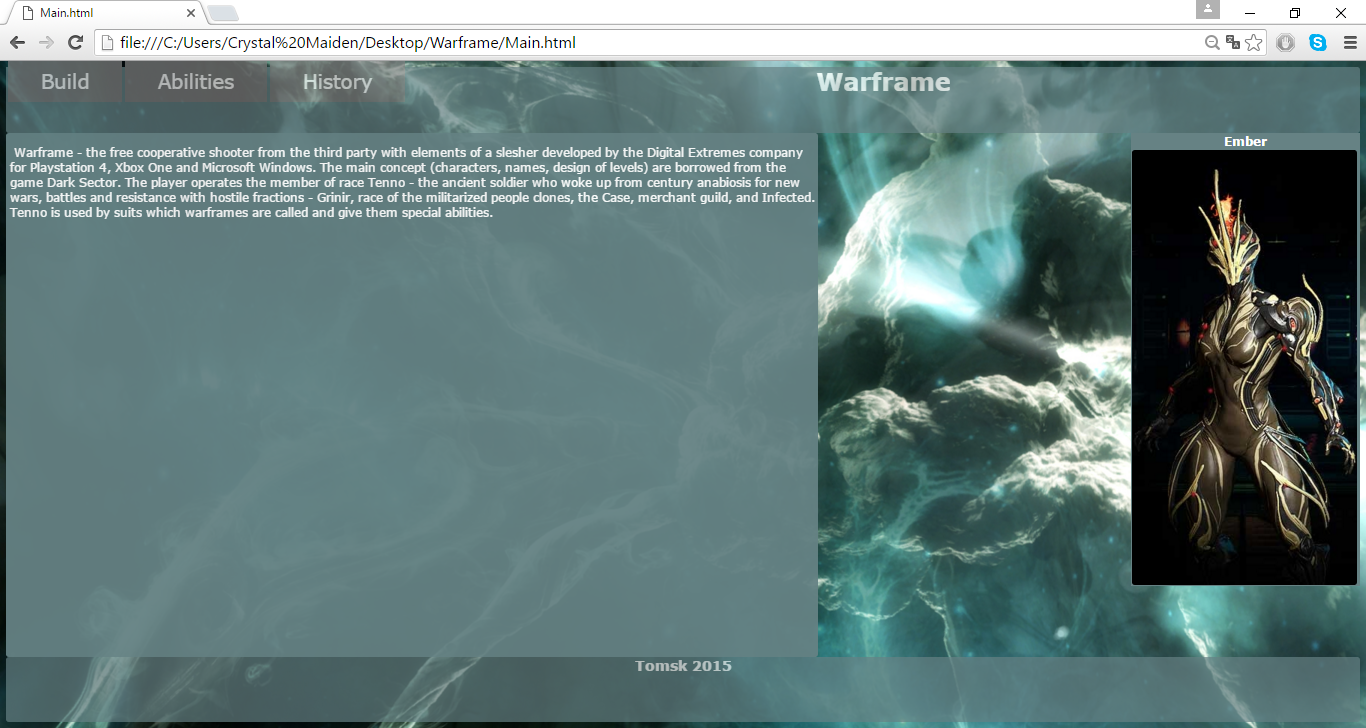 Main.html
file:///C:/Users/Crystal%20Maiden/Desktop/Warframe/Main.html
Build
Abilities
History
Warframe
Warframe - the free cooperative shooter from the third party with elements of a slesher developed by the Digital Extremes company
for Playstation 4, Xbox One and Microsoft Windows. The main concept (characters, names, design of levels) are borrowed from the
game Dark Sector. The player operates the member of race Tenno - the ancient soldier who woke up from century anabiosis for new
wars, battles and resistance with hostile fractions - Grinir, race of the militarized people clones, the Case, merchant guild, and Infected.
Tenno is used by suits which warframes are called and give them special abilities.
Ember
Tomsk 2015